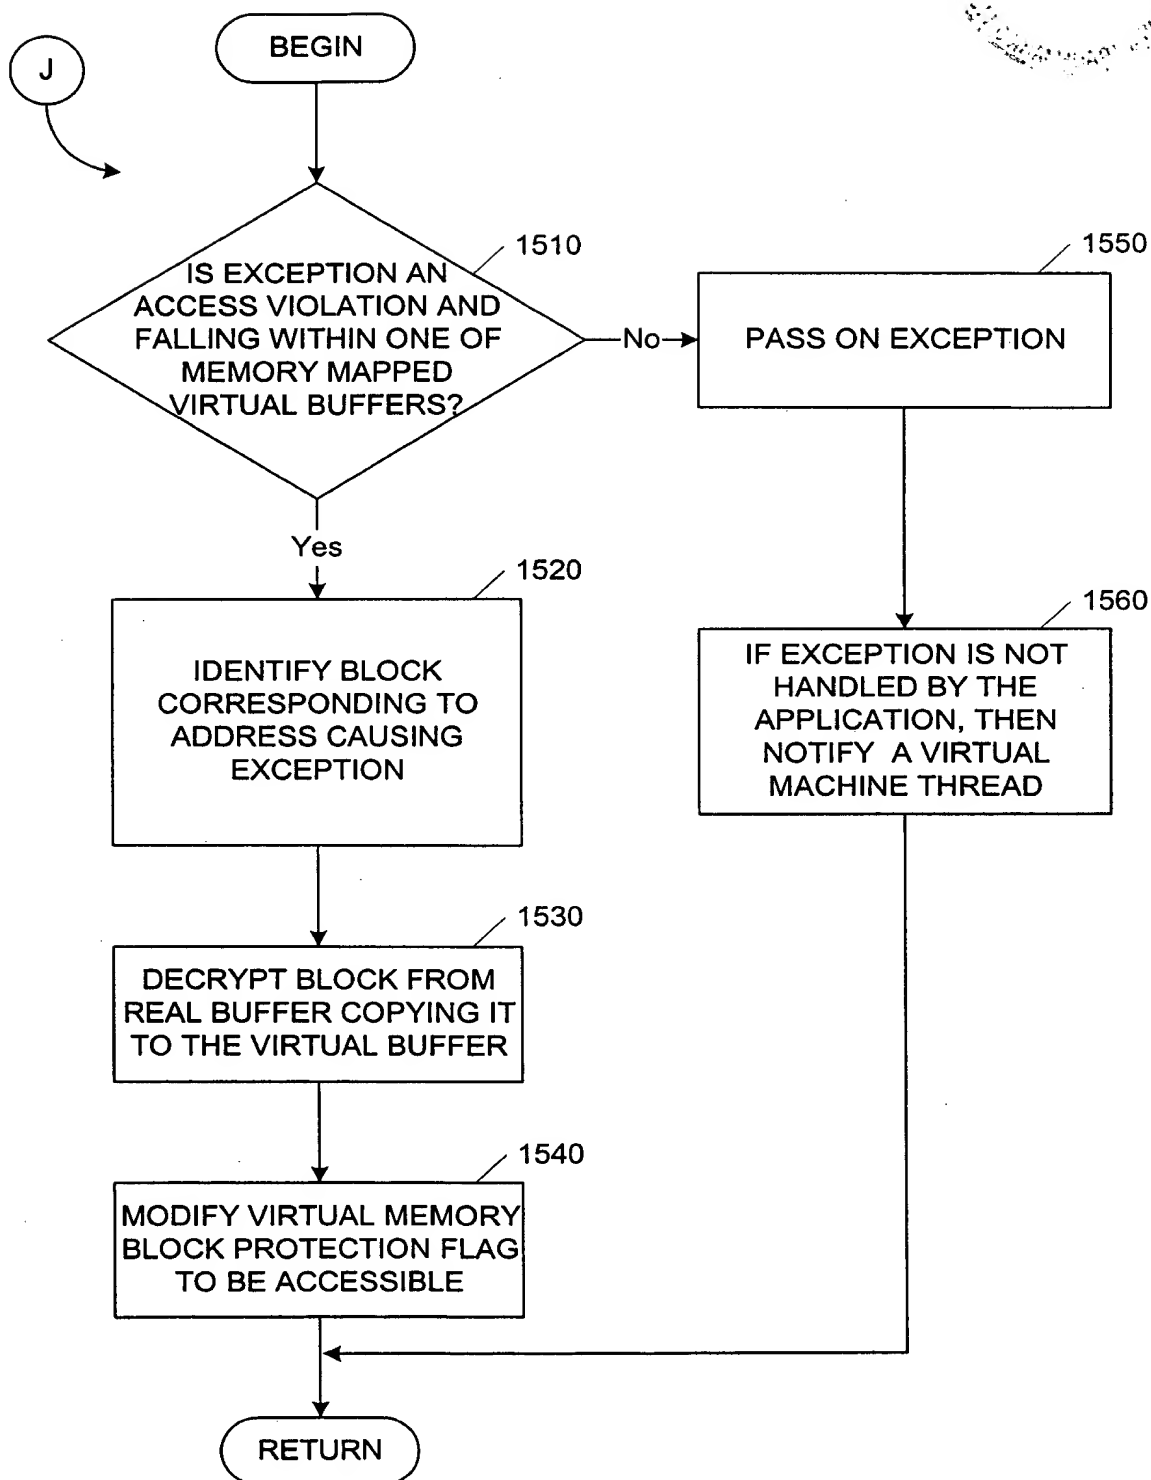 J
BEGIN
1510
IS EXCEPTION AN
ACCESS VIOLATION AND
FALLING WITHIN ONE OF
MEMORY MAPPED
VIRTUAL BUFFERS?
No
1550
PASS ON EXCEPTION
Yes
1520
IDENTIFY BLOCK
CORRESPONDING TO
ADDRESS CAUSING
EXCEPTION
1560
IF EXCEPTION IS NOT
HANDLED BY THE
APPLICATION, THEN
NOTIFY A VIRTUAL
MACHINE THREAD
1530
DECRYPT BLOCK FROM
REAL BUFFER COPYING IT
TO THE VIRTUAL BUFFER
1540
MODIFY VIRTUAL MEMORY
BLOCK PROTECTION FLAG
TO BE ACCESSIBLE
RETURN